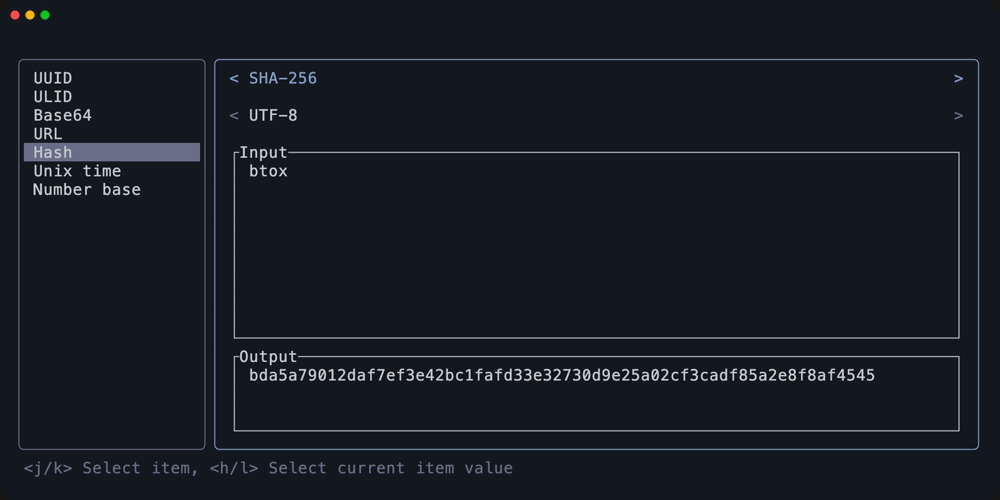 UUID
ULID
Base64
URL
Hash
Unix time
Number base
< SHA-256 >
< UTF-8 >
Input
btox
Output
bda5a79012daf7ef3e42bc1fafd33e32730d9e25a02cf3cadf85a2e8f8af4545
<j/k> Select item, <h/l> Select current item value